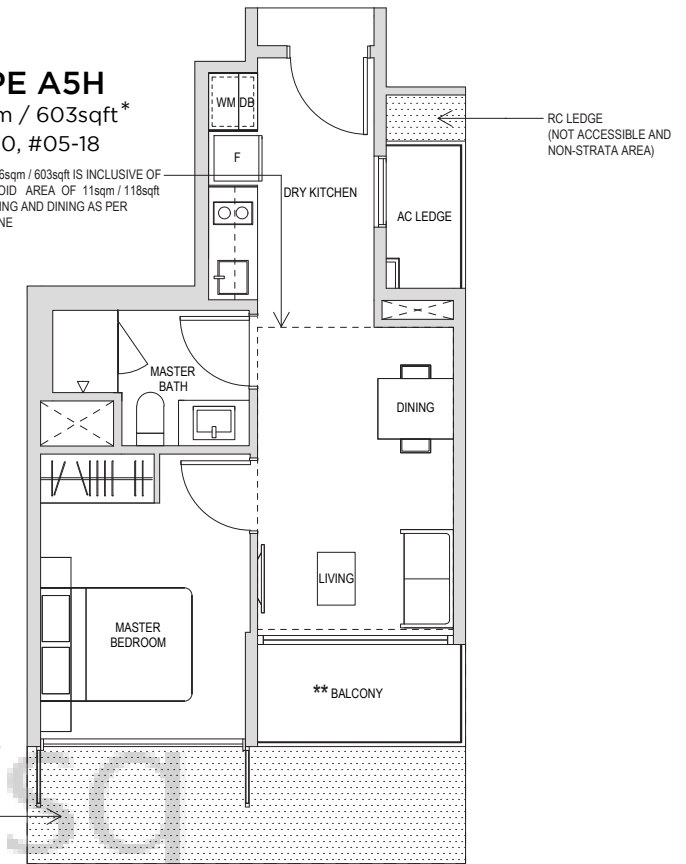 PE A5H
m / 603sqft*
0, #05-18
6sqm / 603sqft IS INCLUSIVE OF
OID AREA OF 11sqm / 118sqft
ING AND DINING AS PER
NE
RC LEDGE
(NOT ACCESSIBLE AND
NON-STRATA AREA)
WM DB
F
DRY KITCHEN
AC LEDGE
MASTER
BATH
DINING
LIVING
MASTER
BEDROOM
** BALCONY
sq